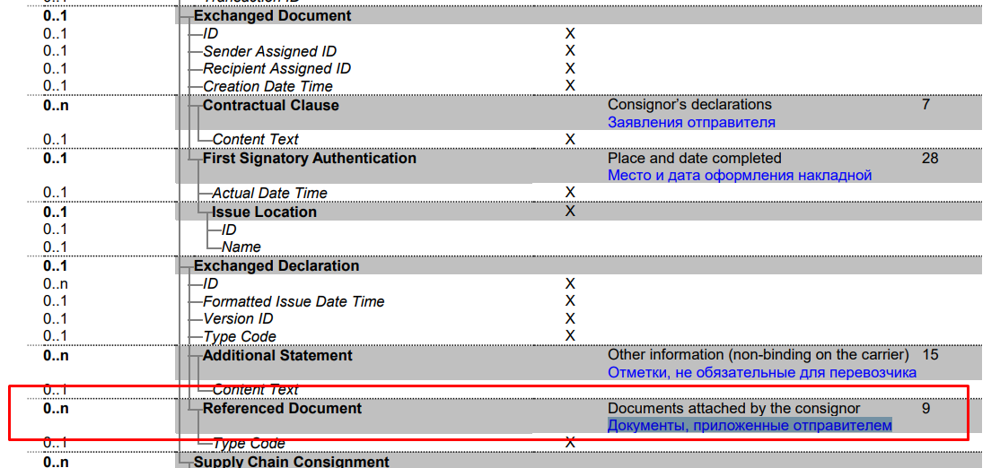 0..1 Transaction ID
0..1 Exchanged Document
0..1 ID X
0..1 Sender Assigned ID X
0..1 Recipient Assigned ID X
0..1 Creation Date Time X
0..n Contractual Clause Consignor’s declarations 7
Заявления отправителя
0..1 Content Text X
0..1 First Signatory Authentication Place and date completed 28
Место и дата оформления накладной
0..1 Actual Date Time X
0..1 Issue Location X
0..1 ID
0..1 Name
0..1 Exchanged Declaration
0..n ID X
0..1 Formatted Issue Date Time X
0..1 Version ID X
0..1 Type Code X
0..n Additional Statement Other information (non-binding on the carrier) 15
Отметки, не обязательные для перевозчика
0..1 Content Text
0..n Referenced Document Documents attached by the consignor 9
Документы, приложенные отправителем
0..1 Type Code X
0..n Supply Chain Consignment